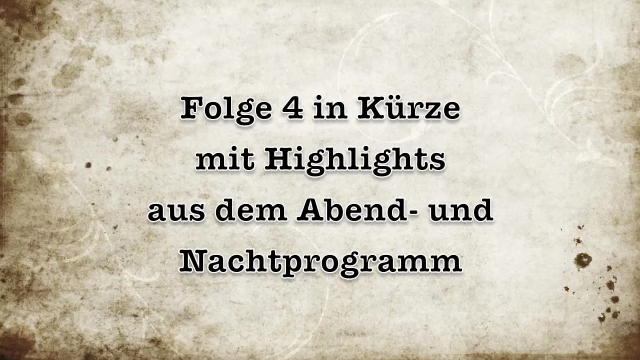 Folge 4 in Kürze
mit Highlights
aus dem Abend- und
Nachtprogramm